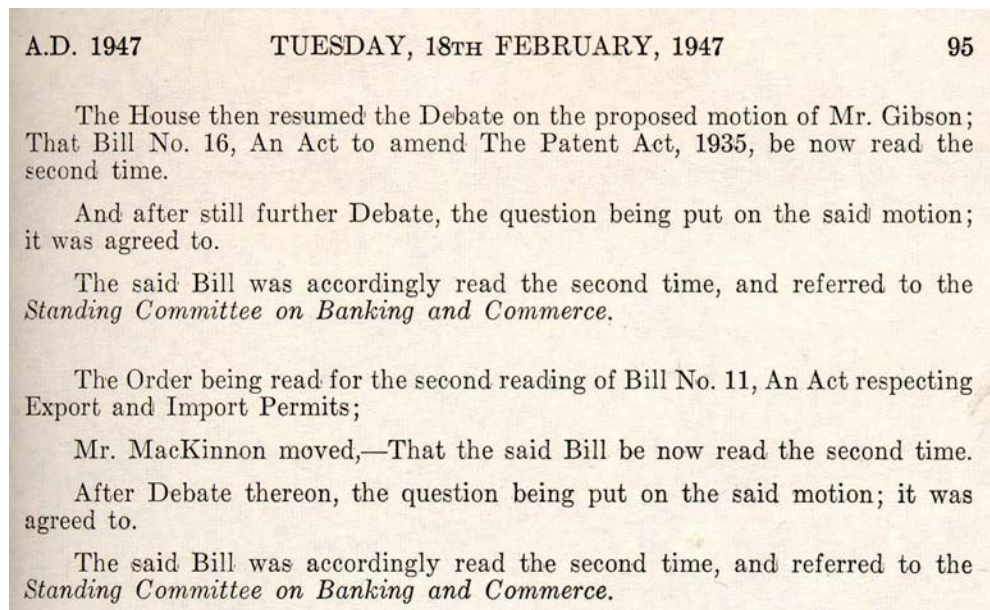 A.D. 1947 TUESDAY, 18TH FEBRUARY, 1947 95
The House then resumed the Debate on the proposed motion of Mr. Gibson;
That Bill No. 16, An Act to amend The Patent Act, 1935, be now read the
second time.
And after still further Debate, the question being put on the said motion;
it was agreed to.
The said Bill was accordingly read the second time, and referred to the
Standing Committee on Banking and Commerce.
The Order being read for the second reading of Bill No. 11, An Act respecting
Export and Import Permits;
Mr. MacKinnon moved,—That the said Bill be now read the second time.
After Debate thereon, the question being put on the said motion; it was
agreed to.
The said Bill was accordingly read the second time, and referred to the
Standing Committee on Banking and Commerce.